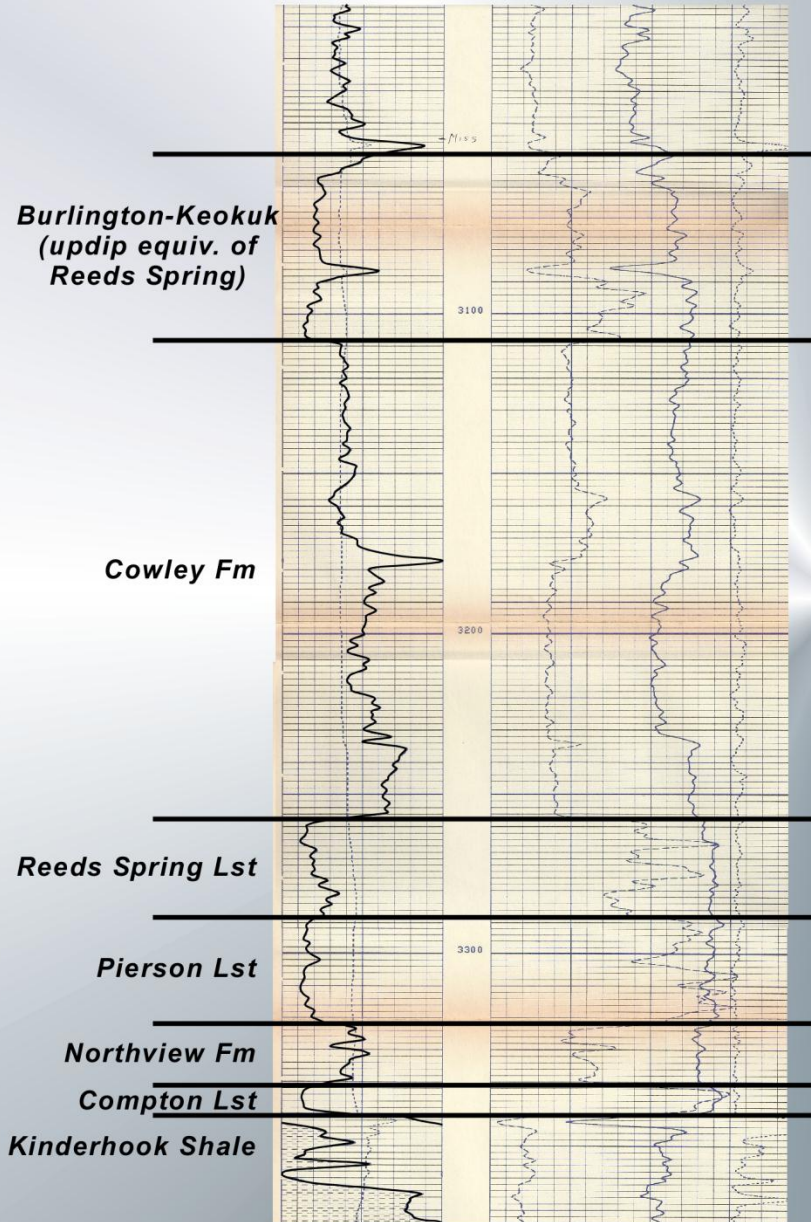 -Miss
Burlington-Keokuk
(updip equiv. of
Reeds Spring)
3100
Cowley Fm
3200
Reeds Spring Lst
3300
Pierson Lst
Northview Fm
Compton Lst
Kinderhook Shale